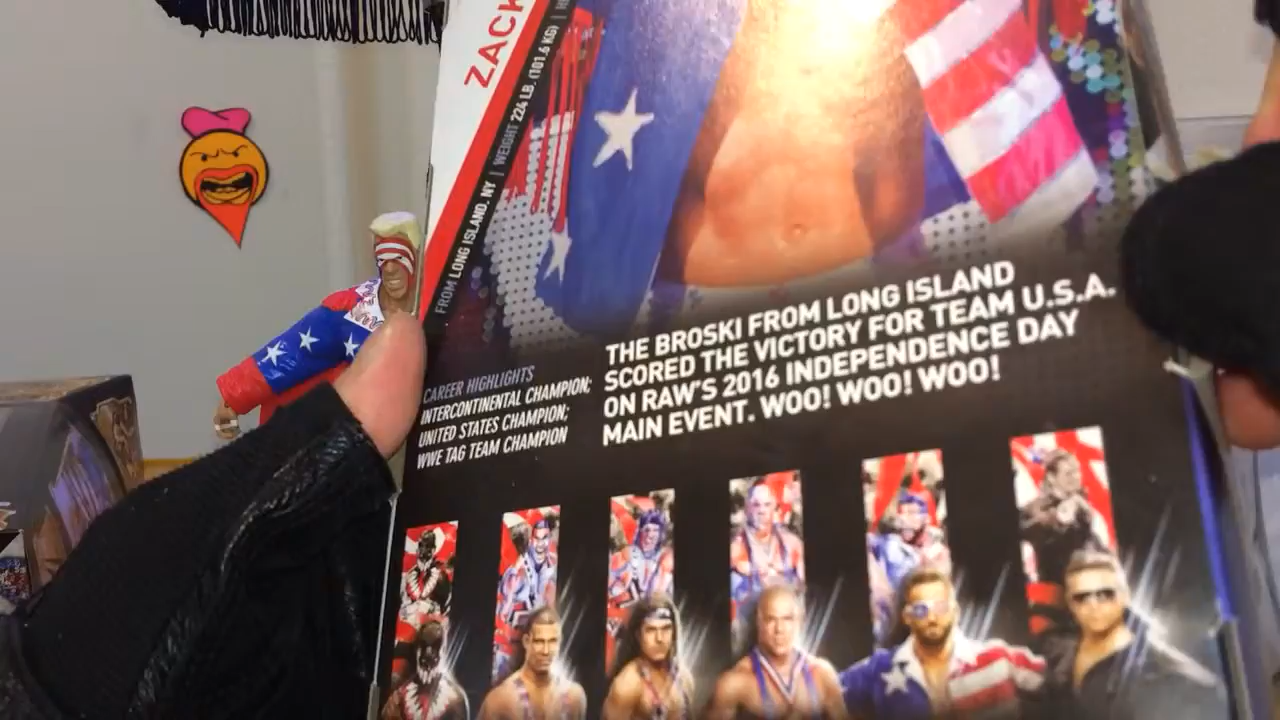 ZACK
FROM LONG ISLAND, NY | WEIGHT 224 LB. (101.6 KG) |
CAREER HIGHLIGHTS
INTERCONTINENTAL CHAMPION;
UNITED STATES CHAMPION;
WWE TAG TEAM CHAMPION
THE BROSKI FROM LONG ISLAND
SCORED THE VICTORY FOR TEAM U.S.A.
ON RAW'S 2016 INDEPENDENCE DAY
MAIN EVENT. WOO! WOO! WOO!